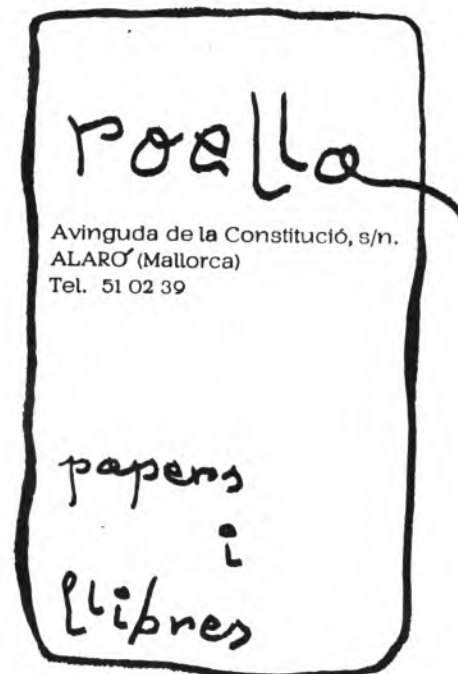 roella
Avinguda de la Constitució, s/n.
ALARÓ (Mallorca)
Tel. 51 02 39
papers
i
llibres